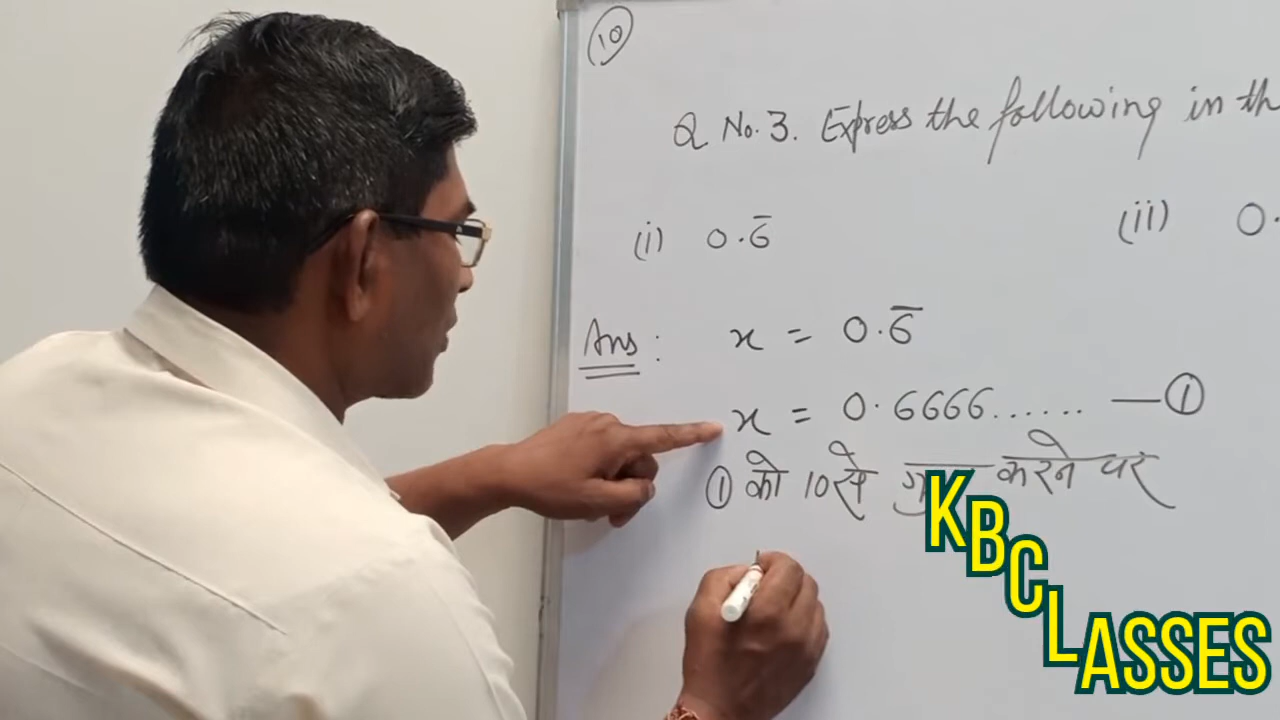 10
Q No. 3. Express the following in th
(i) 0.6̅
(ii) 0.
Ans : x = 0.6̅
x = 0.6666...... —①
① को 10 से करने पर
KBC
CLASSES